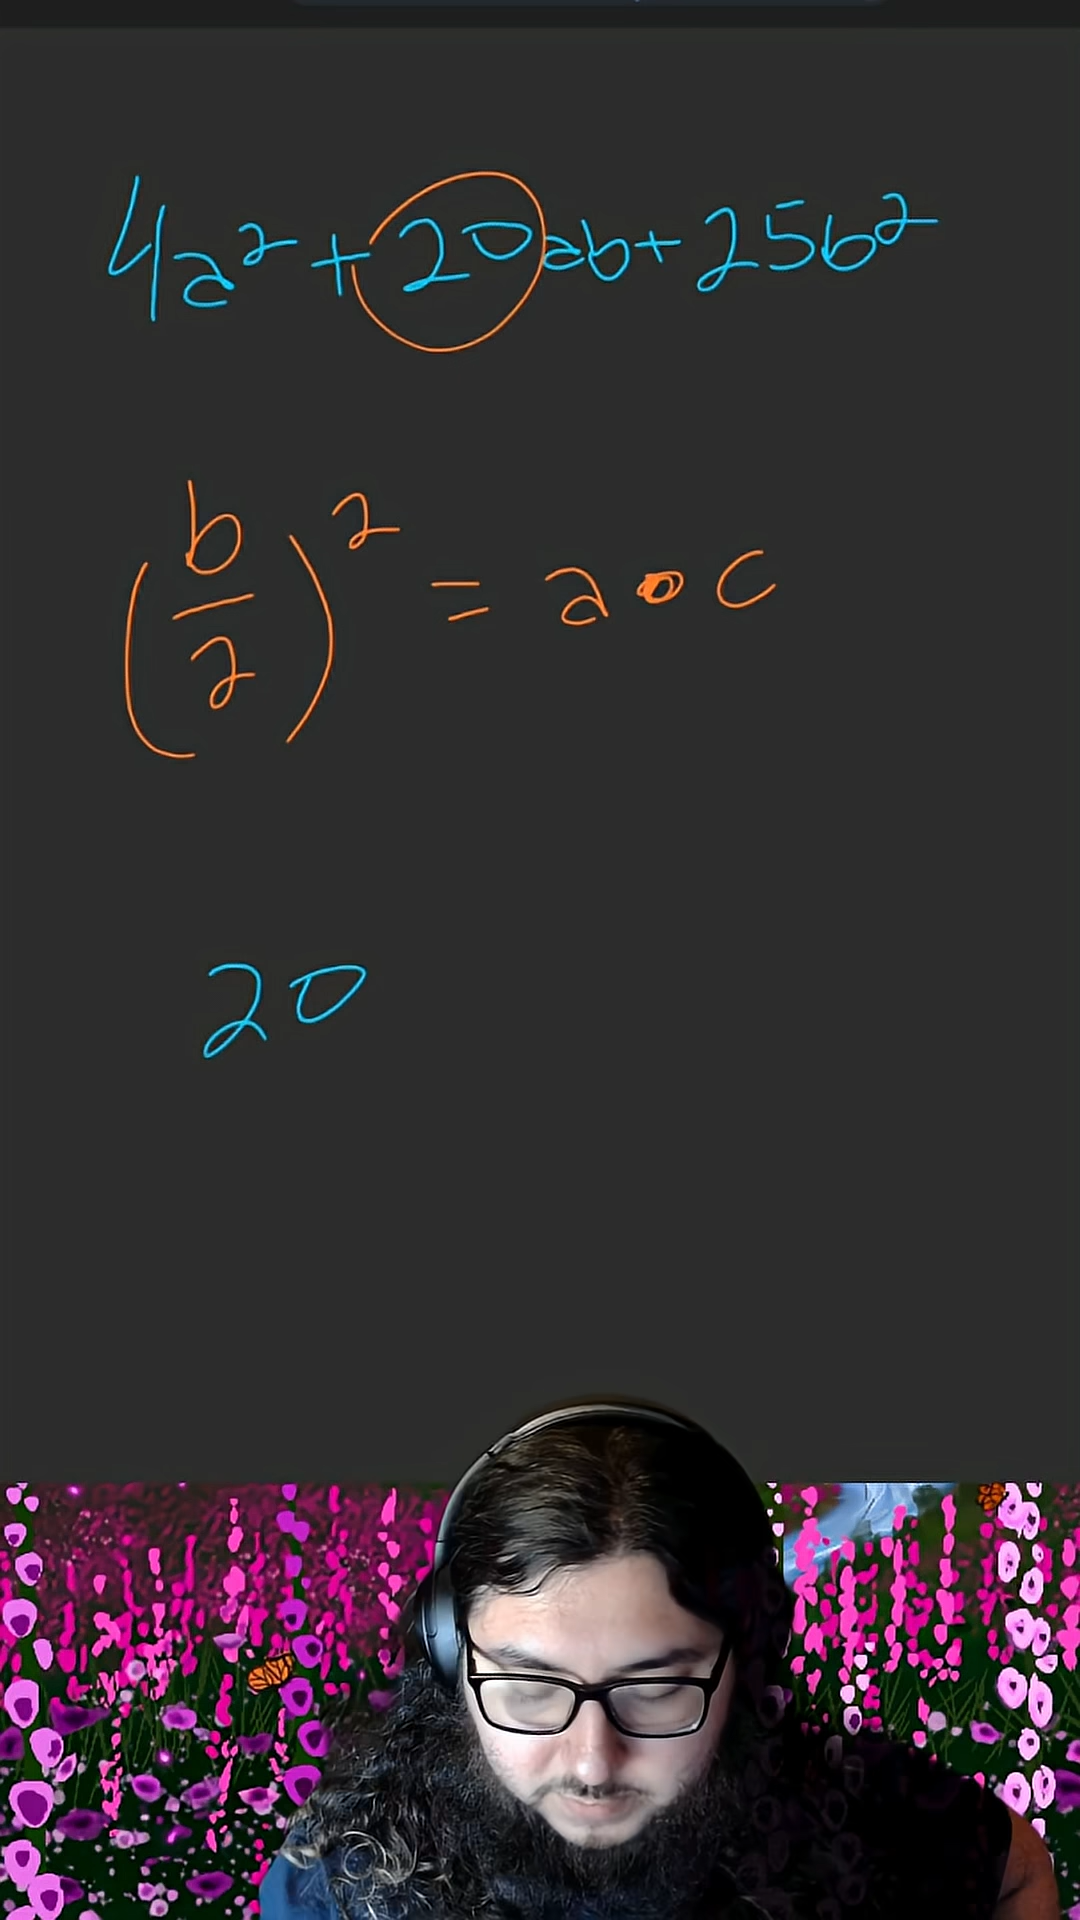 4a² + 20ab + 25b²
(b/2)² = a • c
20